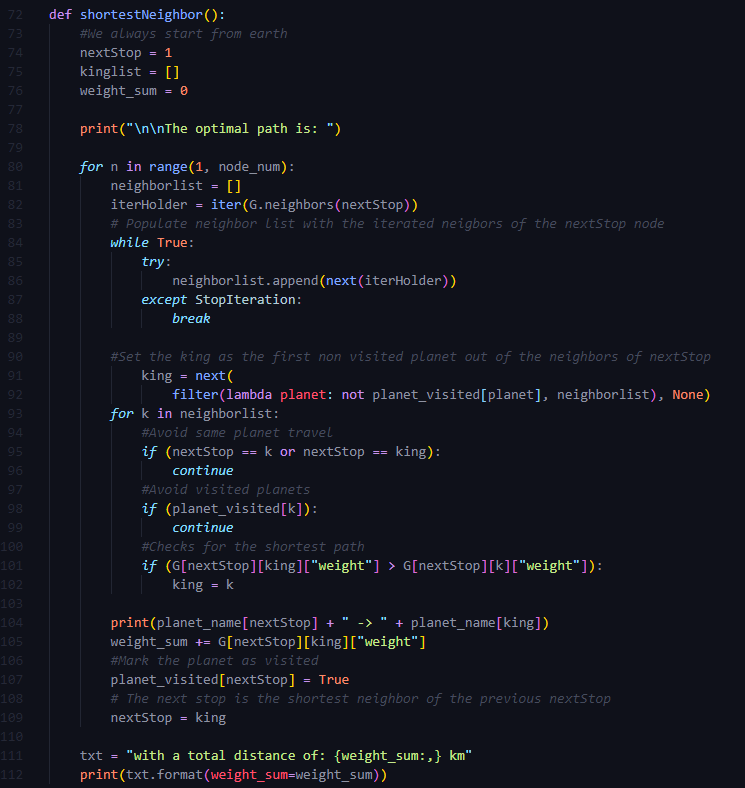 72 def shortestNeighbor():
73     #We always start from earth
74     nextStop = 1
75     kinglist = []
76     weight_sum = 0
77
78     print("\n\nThe optimal path is: ")
79
80     for n in range(1, node_num):
81         neighborlist = []
82         iterHolder = iter(G.neighbors(nextStop))
83         # Populate neighbor list with the iterated neigbors of the nextStop node
84         while True:
85             try:
86                 neighborlist.append(next(iterHolder))
87             except StopIteration:
88                 break
89
90         #Set the king as the first non visited planet out of the neighbors of nextStop
91             king = next(
92                 filter(lambda planet: not planet_visited[planet], neighborlist), None)
93         for k in neighborlist:
94             #Avoid same planet travel
95             if (nextStop == k or nextStop == king):
96                 continue
97             #Avoid visited planets
98             if (planet_visited[k]):
99                 continue
100             #Checks for the shortest path
101             if (G[nextStop][king]["weight"] > G[nextStop][k]["weight"]):
102                 king = k
103
104         print(planet_name[nextStop] + " -> " + planet_name[king])
105         weight_sum += G[nextStop][king]["weight"]
106         #Mark the planet as visited
107         planet_visited[nextStop] = True
108         # The next stop is the shortest neighbor of the previous nextStop
109         nextStop = king
110
111     txt = "with a total distance of: {weight_sum:,} km"
112     print(txt.format(weight_sum=weight_sum))